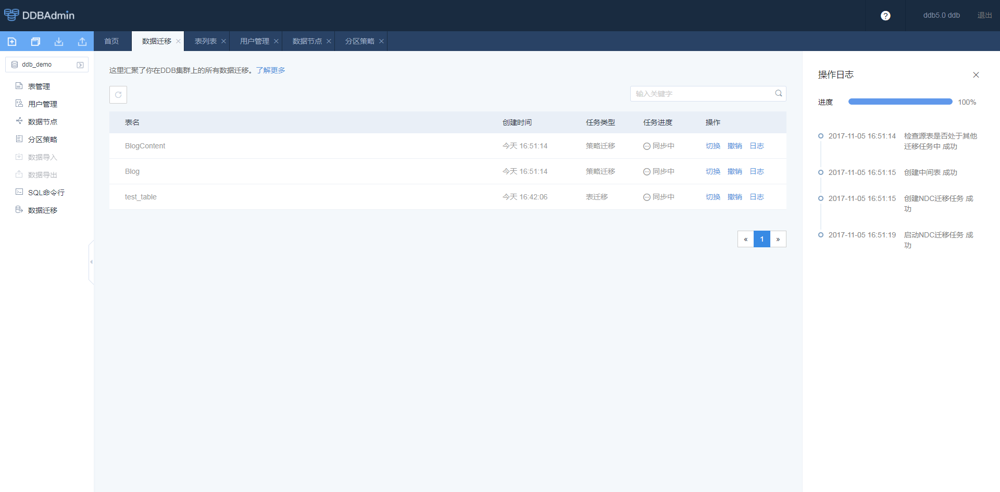 DDBAdmin
ddb5.0 ddb
退出
首页
数据迁移
表列表
用户管理
数据节点
分区策略
ddb_demo
表管理
用户管理
数据节点
分区策略
数据导入
数据导出
SQL命令行
数据迁移
这里汇聚了你在DDB集群上的所有数据迁移。了解更多
输入关键字
表名 创建时间 任务类型 任务进度 操作
BlogContent 今天 16:51:14 策略迁移 同步中 切换 撤销 日志
Blog 今天 16:51:14 策略迁移 同步中 切换 撤销 日志
test_table 今天 16:42:06 表迁移 同步中 切换 撤销 日志
« 1 »
操作日志
进度 100%
2017-11-05 16:51:14 检查源表是否处于其他
迁移任务中 成功
2017-11-05 16:51:15 创建中间表 成功
2017-11-05 16:51:15 创建NDC迁移任务 成
功
2017-11-05 16:51:19 启动NDC迁移任务 成
功